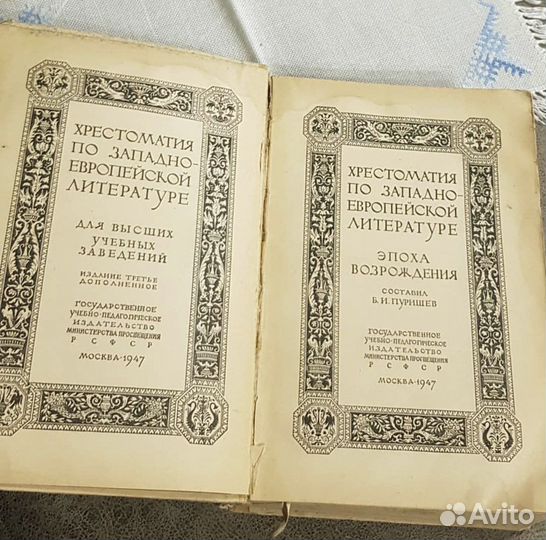 ХРЕСТОМАТИЯ
ПО ЗАПАДНО-
ЕВРОПЕЙСКОЙ
ЛИТЕРАТУРЕ
ДЛЯ ВЫСШИХ
УЧЕБНЫХ
ЗАВЕДЕНИЙ
ИЗДАНИЕ ТРЕТЬЕ
ДОПОЛНЕННОЕ
ГОСУДАРСТВЕННОЕ
УЧЕБНО-ПЕДАГОГИЧЕСКОЕ
ИЗДАТЕЛЬСТВО
МИНИСТЕРСТВА ПРОСВЕЩЕНИЯ
РСФСР
МОСКВА·1947
ХРЕСТОМАТИЯ
ПО ЗАПАДНО-
ЕВРОПЕЙСКОЙ
ЛИТЕРАТУРЕ
ЭПОХА
ВОЗРОЖДЕНИЯ
СОСТАВИЛ
Б.И.ПУРИШЕВ
ГОСУДАРСТВЕННОЕ
УЧЕБНО-ПЕДАГОГИЧЕСКОЕ
ИЗДАТЕЛЬСТВО
МИНИСТЕРСТВА ПРОСВЕЩЕНИЯ
РСФСР
МОСКВА·1947
Avito